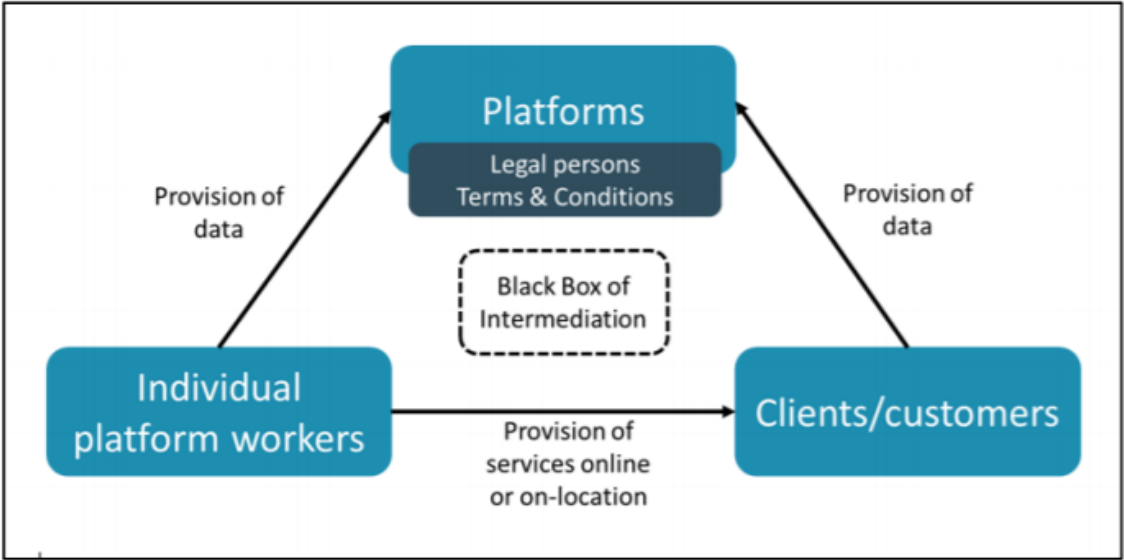 Platforms
Legal persons
Terms & Conditions
Provision of
data
Provision of
data
Black Box of
Intermediation
Individual
platform workers
Clients/customers
Provision of
services online
or on-location